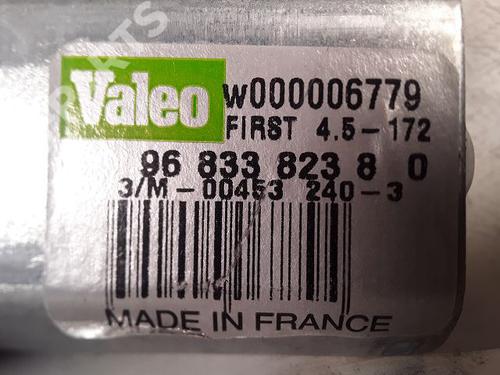 Valeo
w000006779
FIRST 4.5-172
96 833 823 8 0
3/M-00453 240-3
MADE IN FRANCE